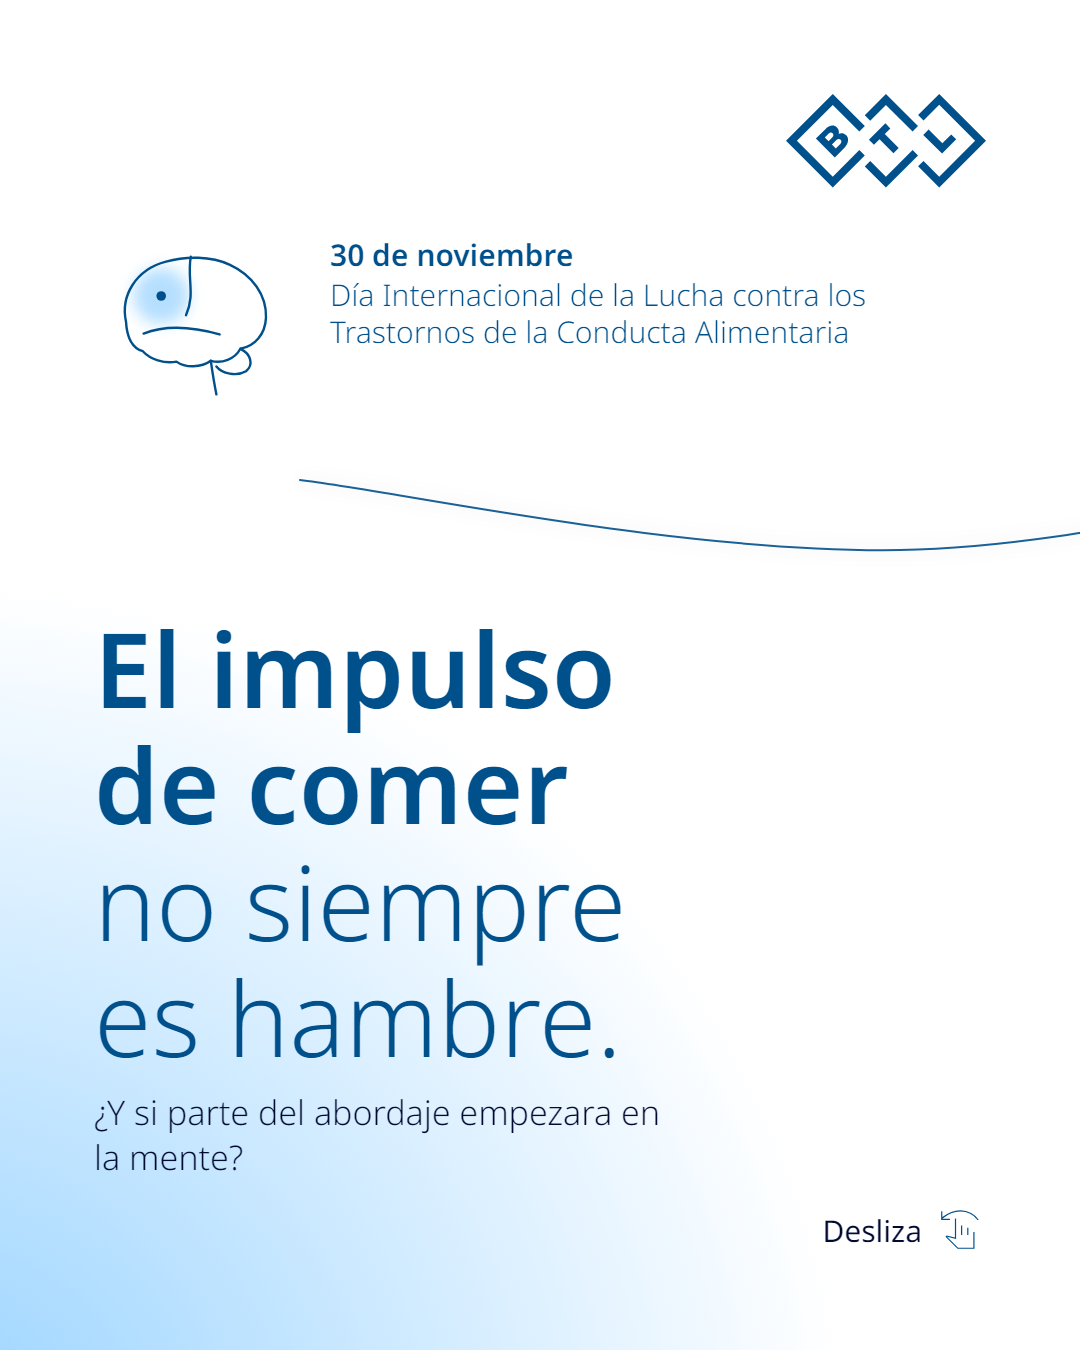 BTL
30 de noviembre
Día Internacional de la Lucha contra los
Trastornos de la Conducta Alimentaria
El impulso
de comer
no siempre
es hambre.
¿Y si parte del abordaje empezara en
la mente?
Desliza